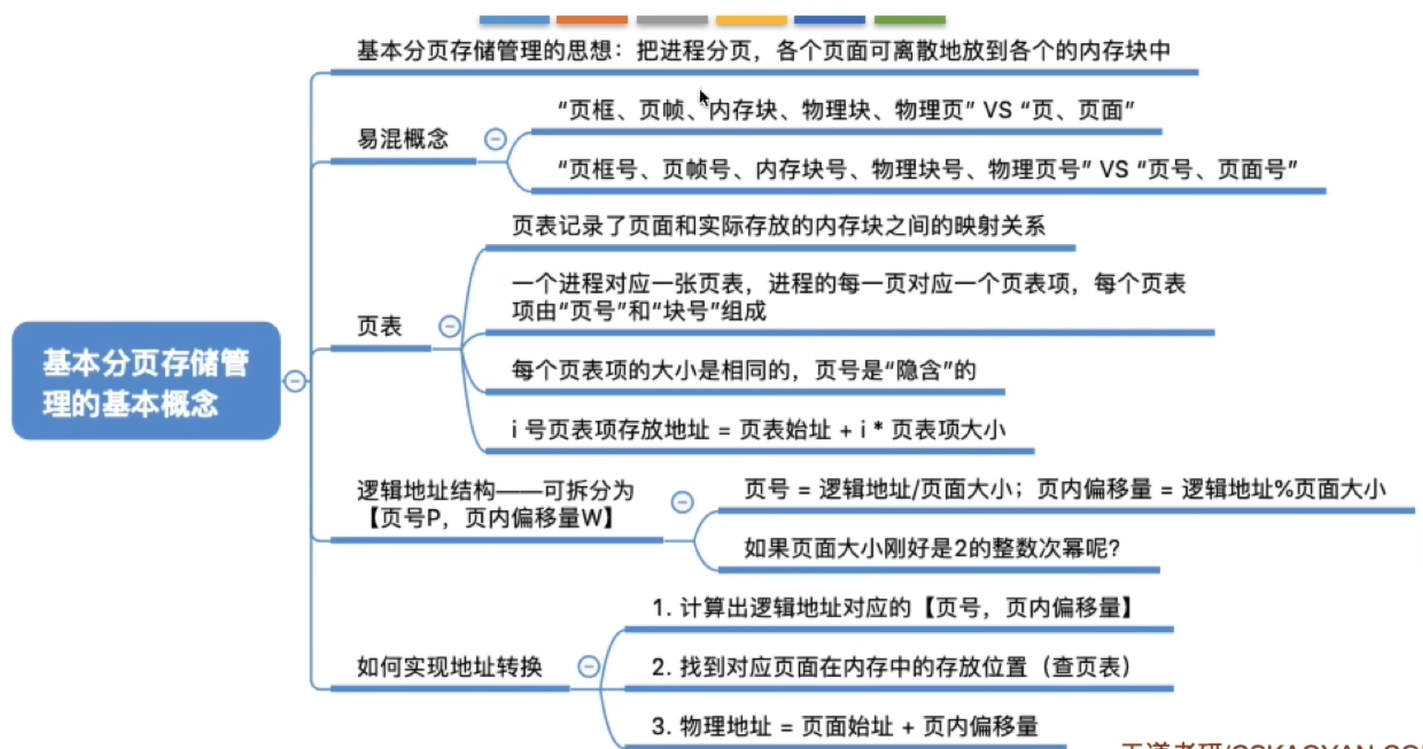 基本分页存储管理的思想：把进程分页，各个页面可离散地放到各个的内存块中
易混概念
“页框、页帧、内存块、物理块、物理页” VS “页、页面”
“页框号、页帧号、内存块号、物理块号、物理页号” VS “页号、页面号”
页表
页表记录了页面和实际存放的内存块之间的映射关系
一个进程对应一张页表，进程的每一页对应一个页表项，每个页表
项由“页号”和“块号”组成
每个页表项的大小是相同的，页号是“隐含”的
i 号页表项存放地址 = 页表始址 + i * 页表项大小
基本分页存储管
理的基本概念
逻辑地址结构——可拆分为
【页号P，页内偏移量W】
页号 = 逻辑地址/页面大小；页内偏移量 = 逻辑地址%页面大小
如果页面大小刚好是2的整数次幂呢？
如何实现地址转换
1. 计算出逻辑地址对应的【页号，页内偏移量】
2. 找到对应页面在内存中的存放位置（查页表）
3. 物理地址 = 页面始址 + 页内偏移量